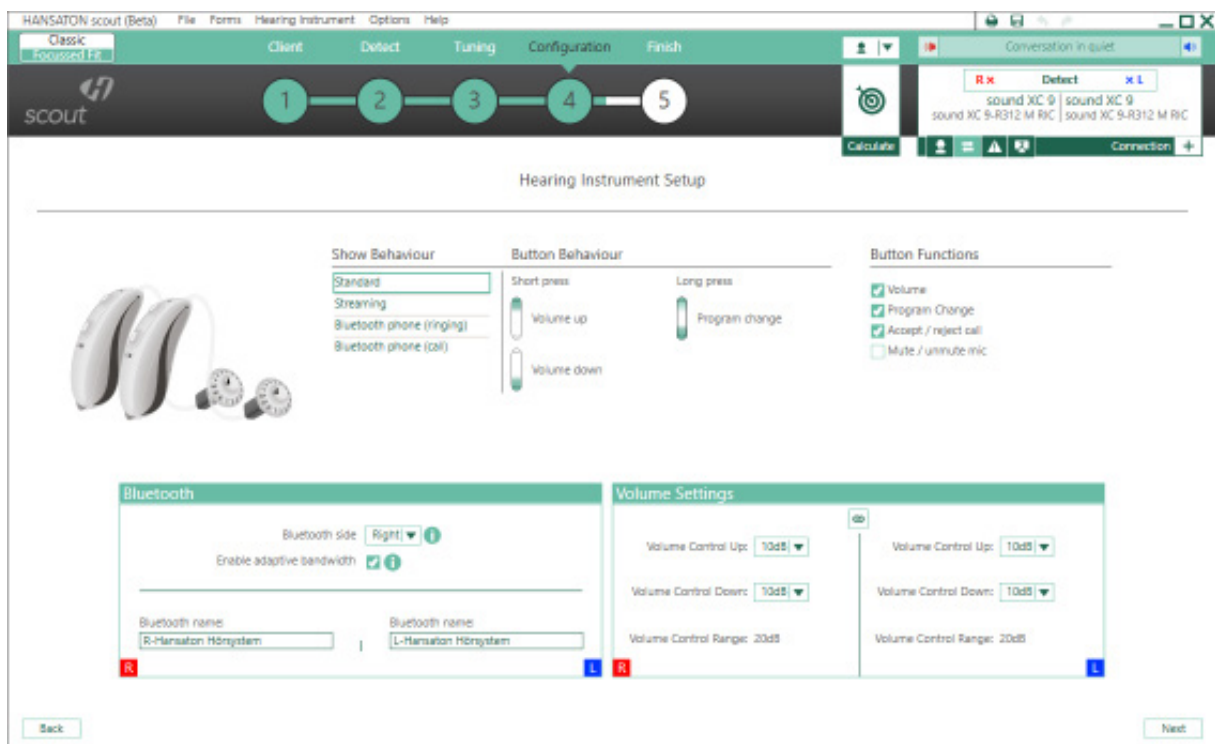 HANSATON scout (Beta) File Forms Hearing Instrument Options Help
Classic
Focussed Fit
Client Detect Tuning Configuration Finish
Conversation in quiet
scout
1 2 3 4 5
R x Detect x L
sound XC 9 | sound XC 9
sound XC 9-R312 M RIC | sound XC 9-R312 M RIC
Calculate
Connection +
Hearing Instrument Setup
Show Behaviour
Standard
Streaming
Bluetooth phone (ringing)
Bluetooth phone (call)
Button Behaviour
Short press
Volume up
Volume down
Long press
Program change
Button Functions
Volume
Program Change
Accept / reject call
Mute / unmute mic
Bluetooth
Bluetooth side Right
Enable adaptive bandwidth
Bluetooth name:
R-Hansaton Hörsystem
Bluetooth name:
L-Hansaton Hörsystem
R L
Volume Settings
Volume Control Up: 10dB
Volume Control Down: 10dB
Volume Control Range: 20dB
Volume Control Up: 10dB
Volume Control Down: 10dB
Volume Control Range: 20dB
R L
Back
Next